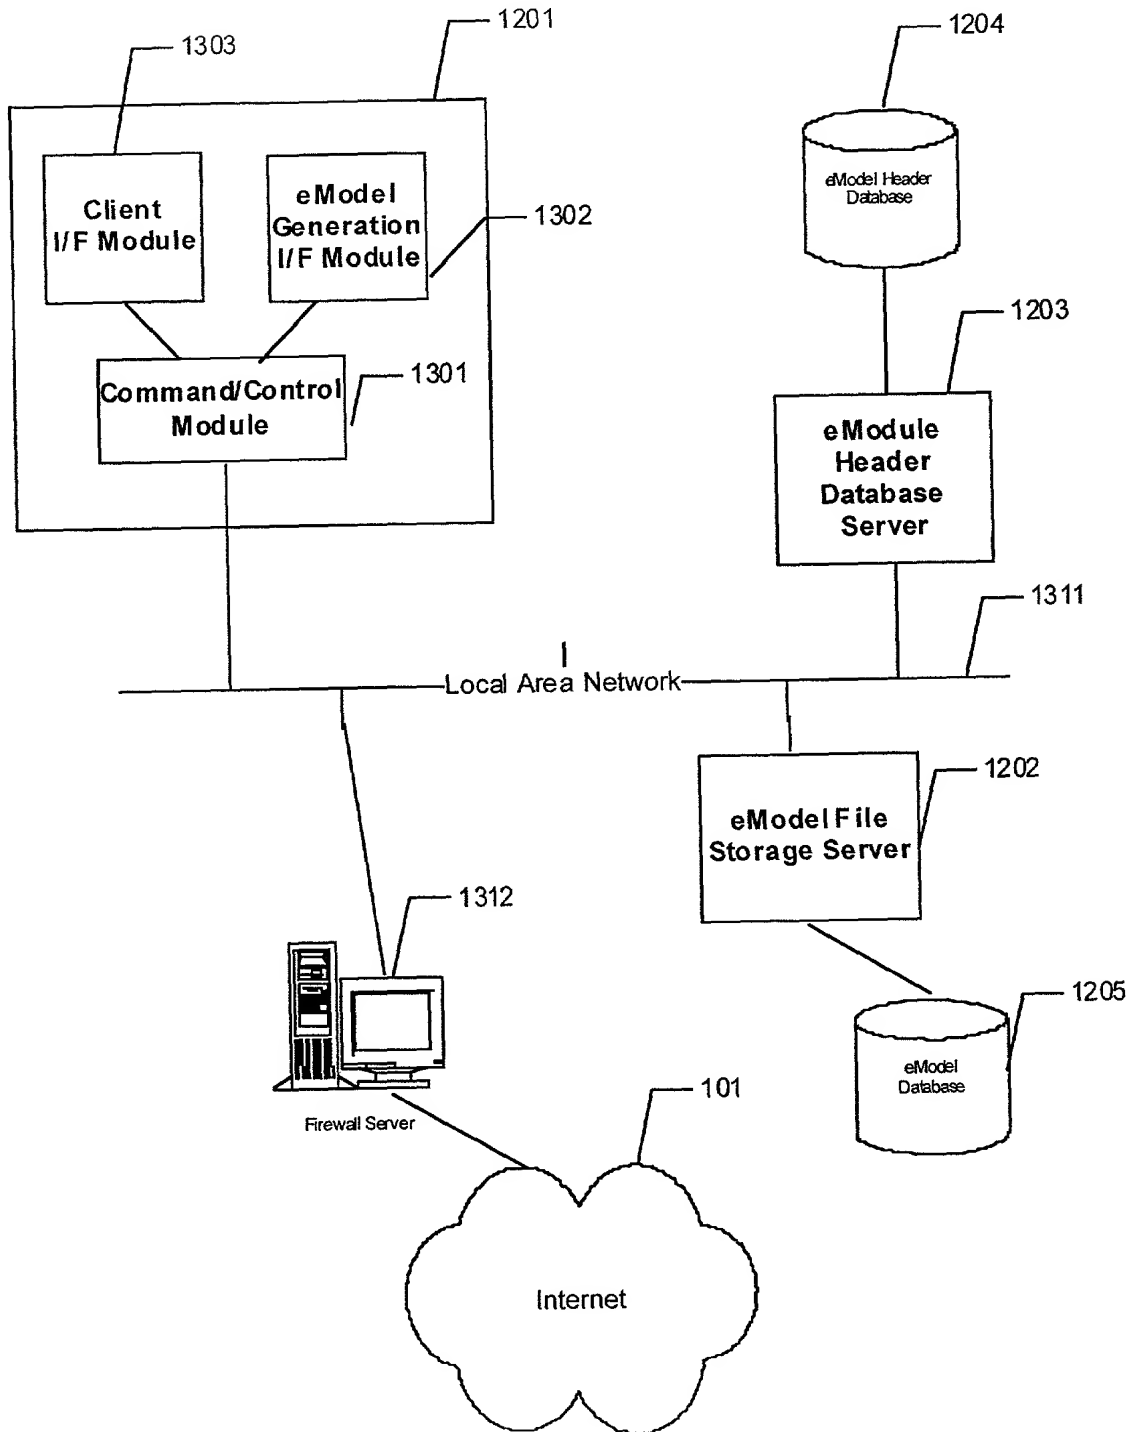 1201
1204
1303
Client
I/F Module
eModel
Generation
I/F Module
1302
eModel Header
Database
1203
1301
Command/Control
Module
eModule
Header
Database
Server
1311
Local Area Network
1202
eModel File
Storage Server
1312
1205
eModel
Database
101
Firewall Server
Internet